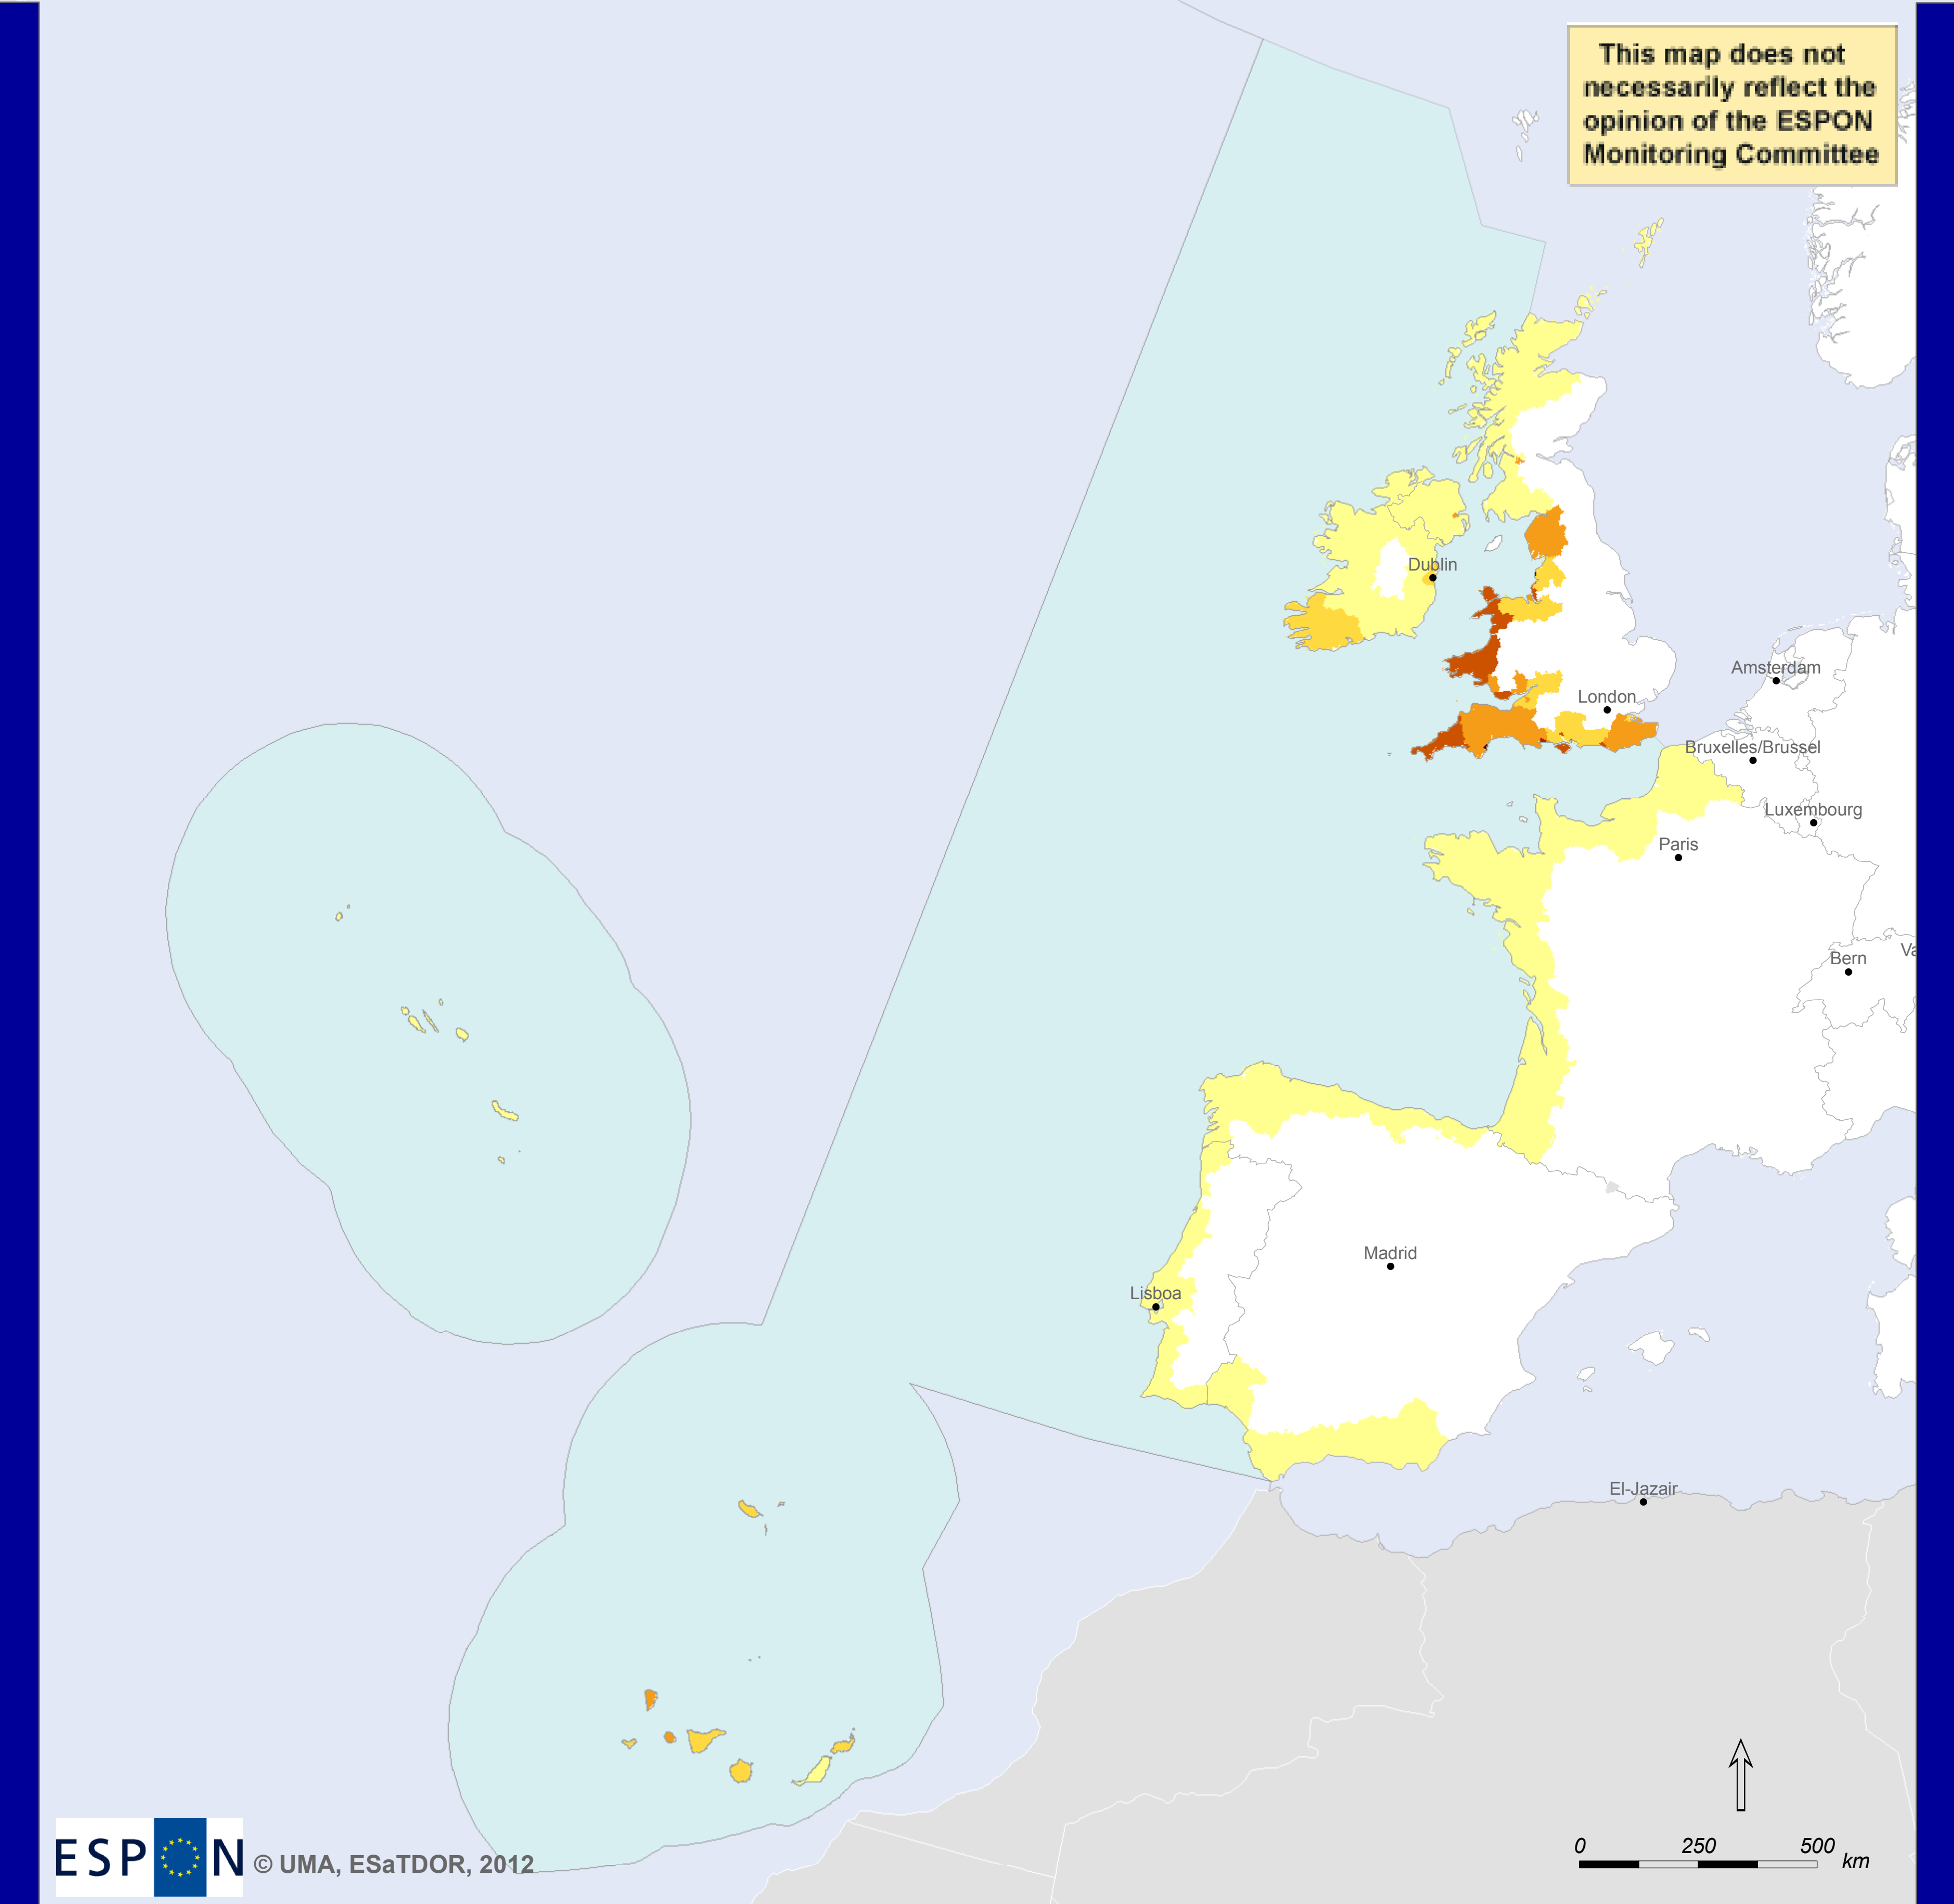 This map does not
necessarily reflect the
opinion of the ESPON
Monitoring Committee
Dublin
Amsterdam
London
Bruxelles/Brussel
Luxembourg
Paris
Bern
Va
Madrid
Lisboa
El-Jazair
ESPON
© UMA, ESaTDOR, 2012
0 250 500
km